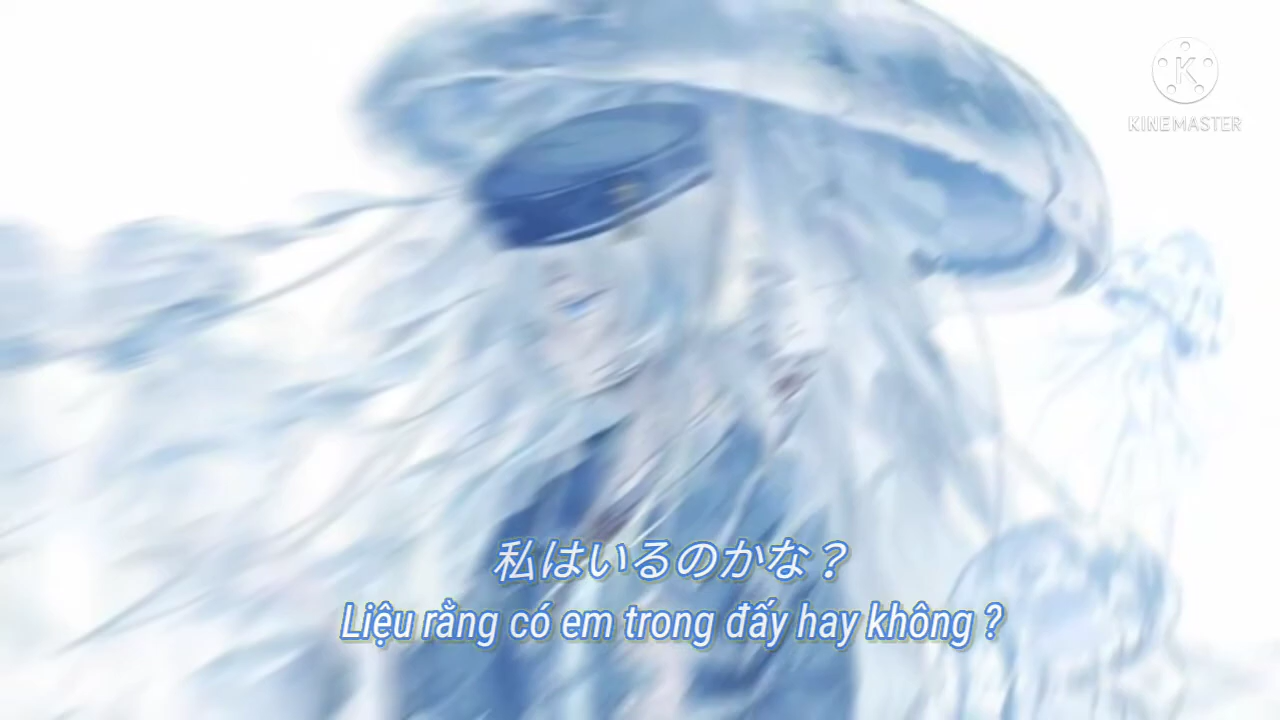 KINEMASTER
私はいるのかな？
Liệu rằng có em trong đấy hay không ?